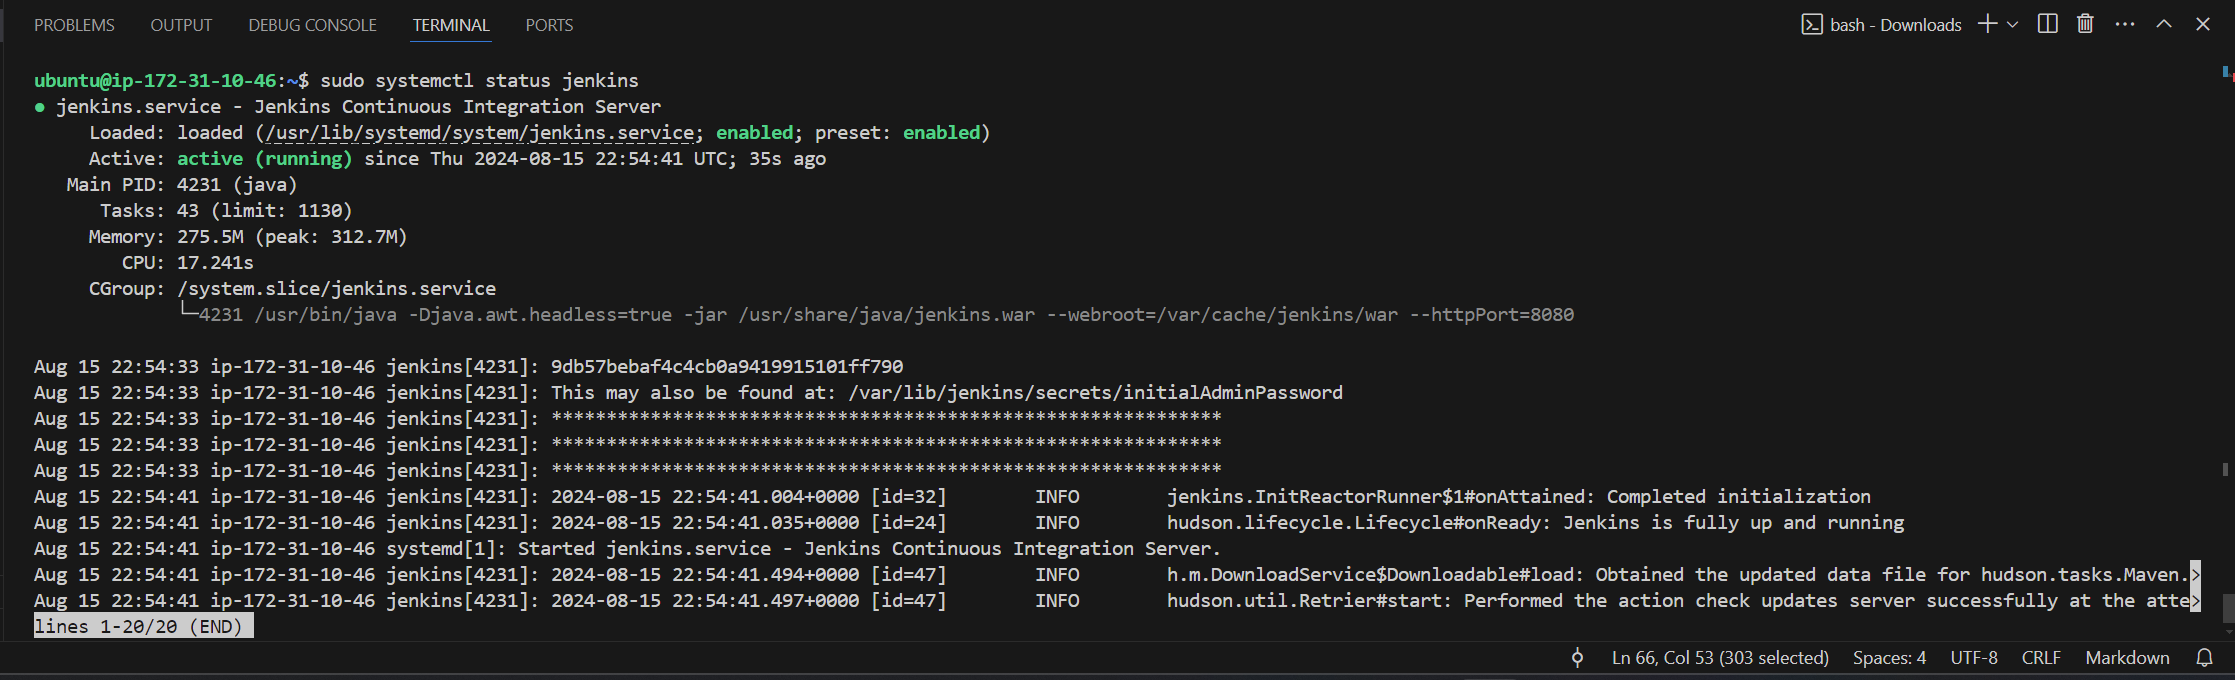 PROBLEMS OUTPUT DEBUG CONSOLE TERMINAL PORTS bash - Downloads
ubuntu@ip-172-31-10-46:~$ sudo systemctl status jenkins
● jenkins.service - Jenkins Continuous Integration Server
Loaded: loaded (/usr/lib/systemd/system/jenkins.service; enabled; preset: enabled)
Active: active (running) since Thu 2024-08-15 22:54:41 UTC; 35s ago
Main PID: 4231 (java)
Tasks: 43 (limit: 1130)
Memory: 275.5M (peak: 312.7M)
CPU: 17.241s
CGroup: /system.slice/jenkins.service
└─4231 /usr/bin/java -Djava.awt.headless=true -jar /usr/share/java/jenkins.war --webroot=/var/cache/jenkins/war --httpPort=8080
Aug 15 22:54:33 ip-172-31-10-46 jenkins[4231]: 9db57bebaf4c4cb0a9419915101ff790
Aug 15 22:54:33 ip-172-31-10-46 jenkins[4231]: This may also be found at: /var/lib/jenkins/secrets/initialAdminPassword
Aug 15 22:54:33 ip-172-31-10-46 jenkins[4231]: *************************************************************
Aug 15 22:54:33 ip-172-31-10-46 jenkins[4231]: *************************************************************
Aug 15 22:54:33 ip-172-31-10-46 jenkins[4231]: *************************************************************
Aug 15 22:54:41 ip-172-31-10-46 jenkins[4231]: 2024-08-15 22:54:41.004+0000 [id=32] INFO jenkins.InitReactorRunner$1#onAttained: Completed initialization
Aug 15 22:54:41 ip-172-31-10-46 jenkins[4231]: 2024-08-15 22:54:41.035+0000 [id=24] INFO hudson.lifecycle.Lifecycle#onReady: Jenkins is fully up and running
Aug 15 22:54:41 ip-172-31-10-46 systemd[1]: Started jenkins.service - Jenkins Continuous Integration Server.
Aug 15 22:54:41 ip-172-31-10-46 jenkins[4231]: 2024-08-15 22:54:41.494+0000 [id=47] INFO h.m.DownloadService$Downloadable#load: Obtained the updated data file for hudson.tasks.Maven.>
Aug 15 22:54:41 ip-172-31-10-46 jenkins[4231]: 2024-08-15 22:54:41.497+0000 [id=47] INFO hudson.util.Retrier#start: Performed the action check updates server successfully at the atte>
lines 1-20/20 (END)
Ln 66, Col 53 (303 selected) Spaces: 4 UTF-8 CRLF Markdown